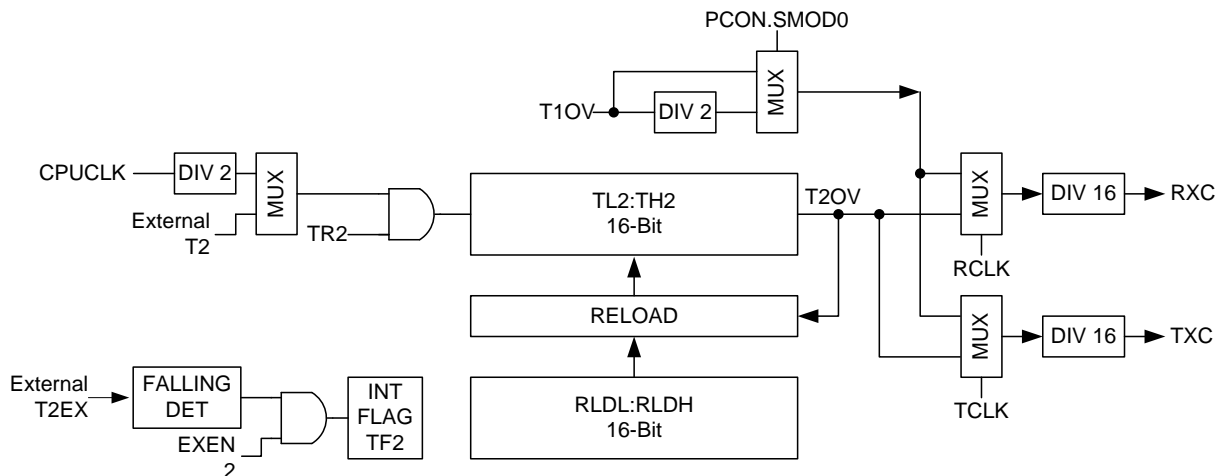 PCON.SMOD0
T1OV
DIV 2
MUX
CPUCLK
DIV 2
MUX
External
T2
TR2
TL2:TH2
16-Bit
T2OV
MUX
DIV 16
RXC
RCLK
RELOAD
MUX
DIV 16
TXC
TCLK
External
T2EX
FALLING
DET
EXEN
2
INT
FLAG
TF2
RLDL:RLDH
16-Bit